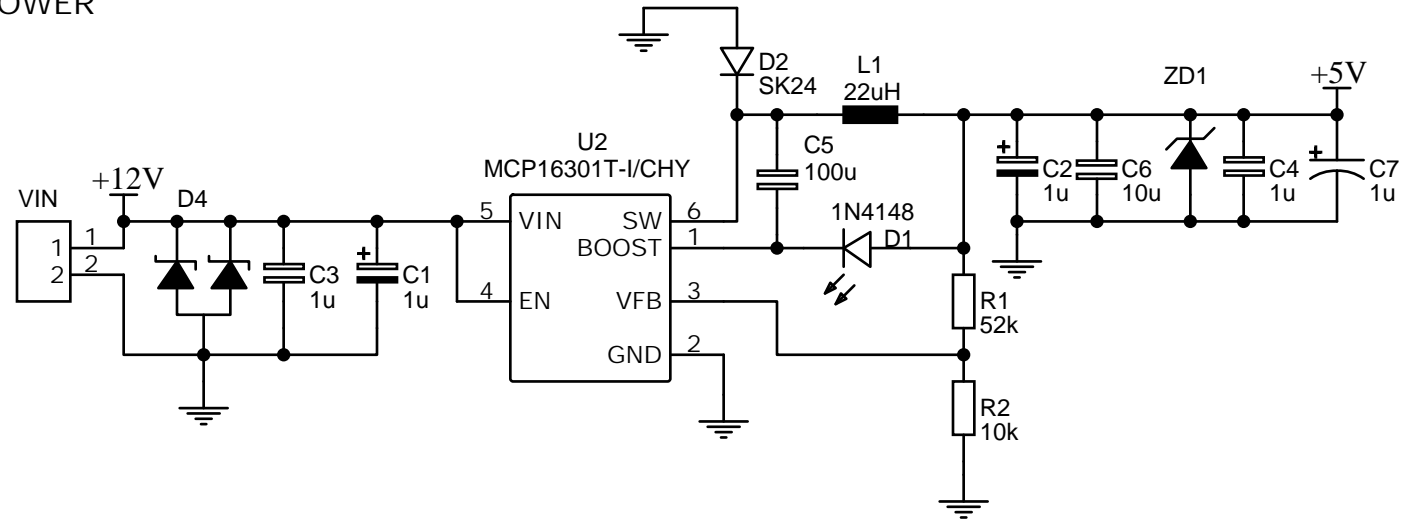 OWER
D2
SK24
L1
22uH
ZD1
+5V
U2
MCP16301T-I/CHY
C5
100u
C2
1u
C6
10u
C4
1u
C7
1u
VIN
+12V
D4
1 1
2 2
C3
1u
C1
1u
5 VIN
4 EN
SW 6
BOOST 1
VFB 3
GND 2
1N4148
D1
R1
52k
R2
10k